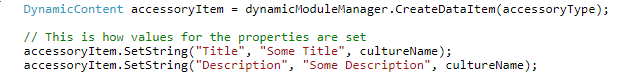 DynamicContent accessoryItem = dynamicModuleManager.CreateDataItem(accessoryType);
// This is how values for the properties are set
accessoryItem.SetString("Title", "Some Title", cultureName);
accessoryItem.SetString("Description", "Some Description", cultureName);